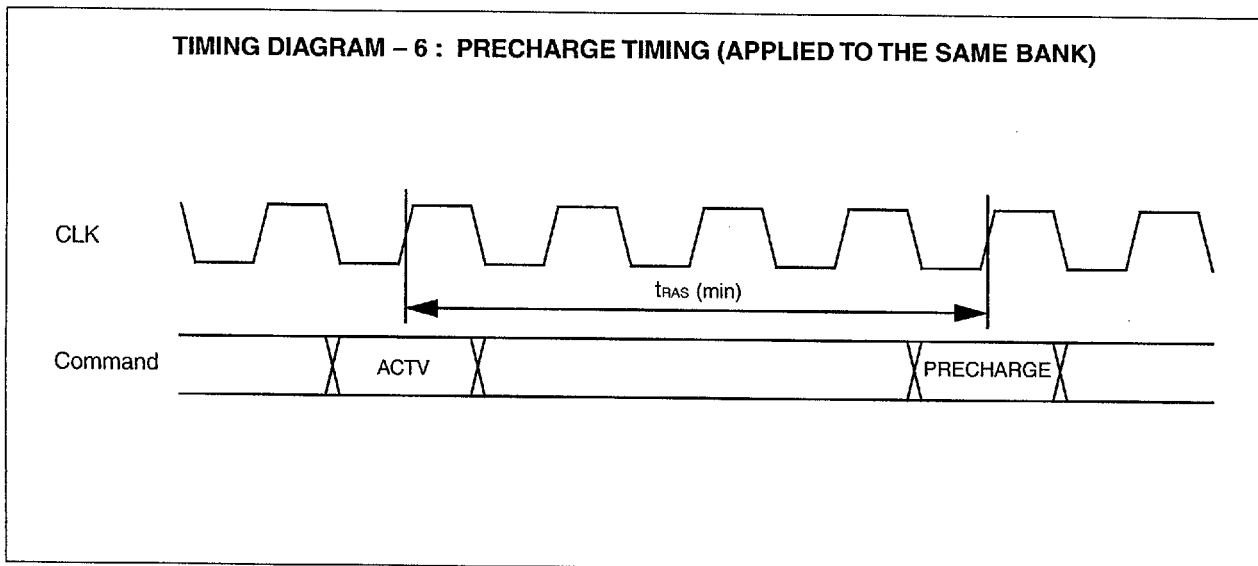 TIMING DIAGRAM – 6 : PRECHARGE TIMING (APPLIED TO THE SAME BANK)
CLK
tRAS (min)
Command
ACTV
PRECHARGE